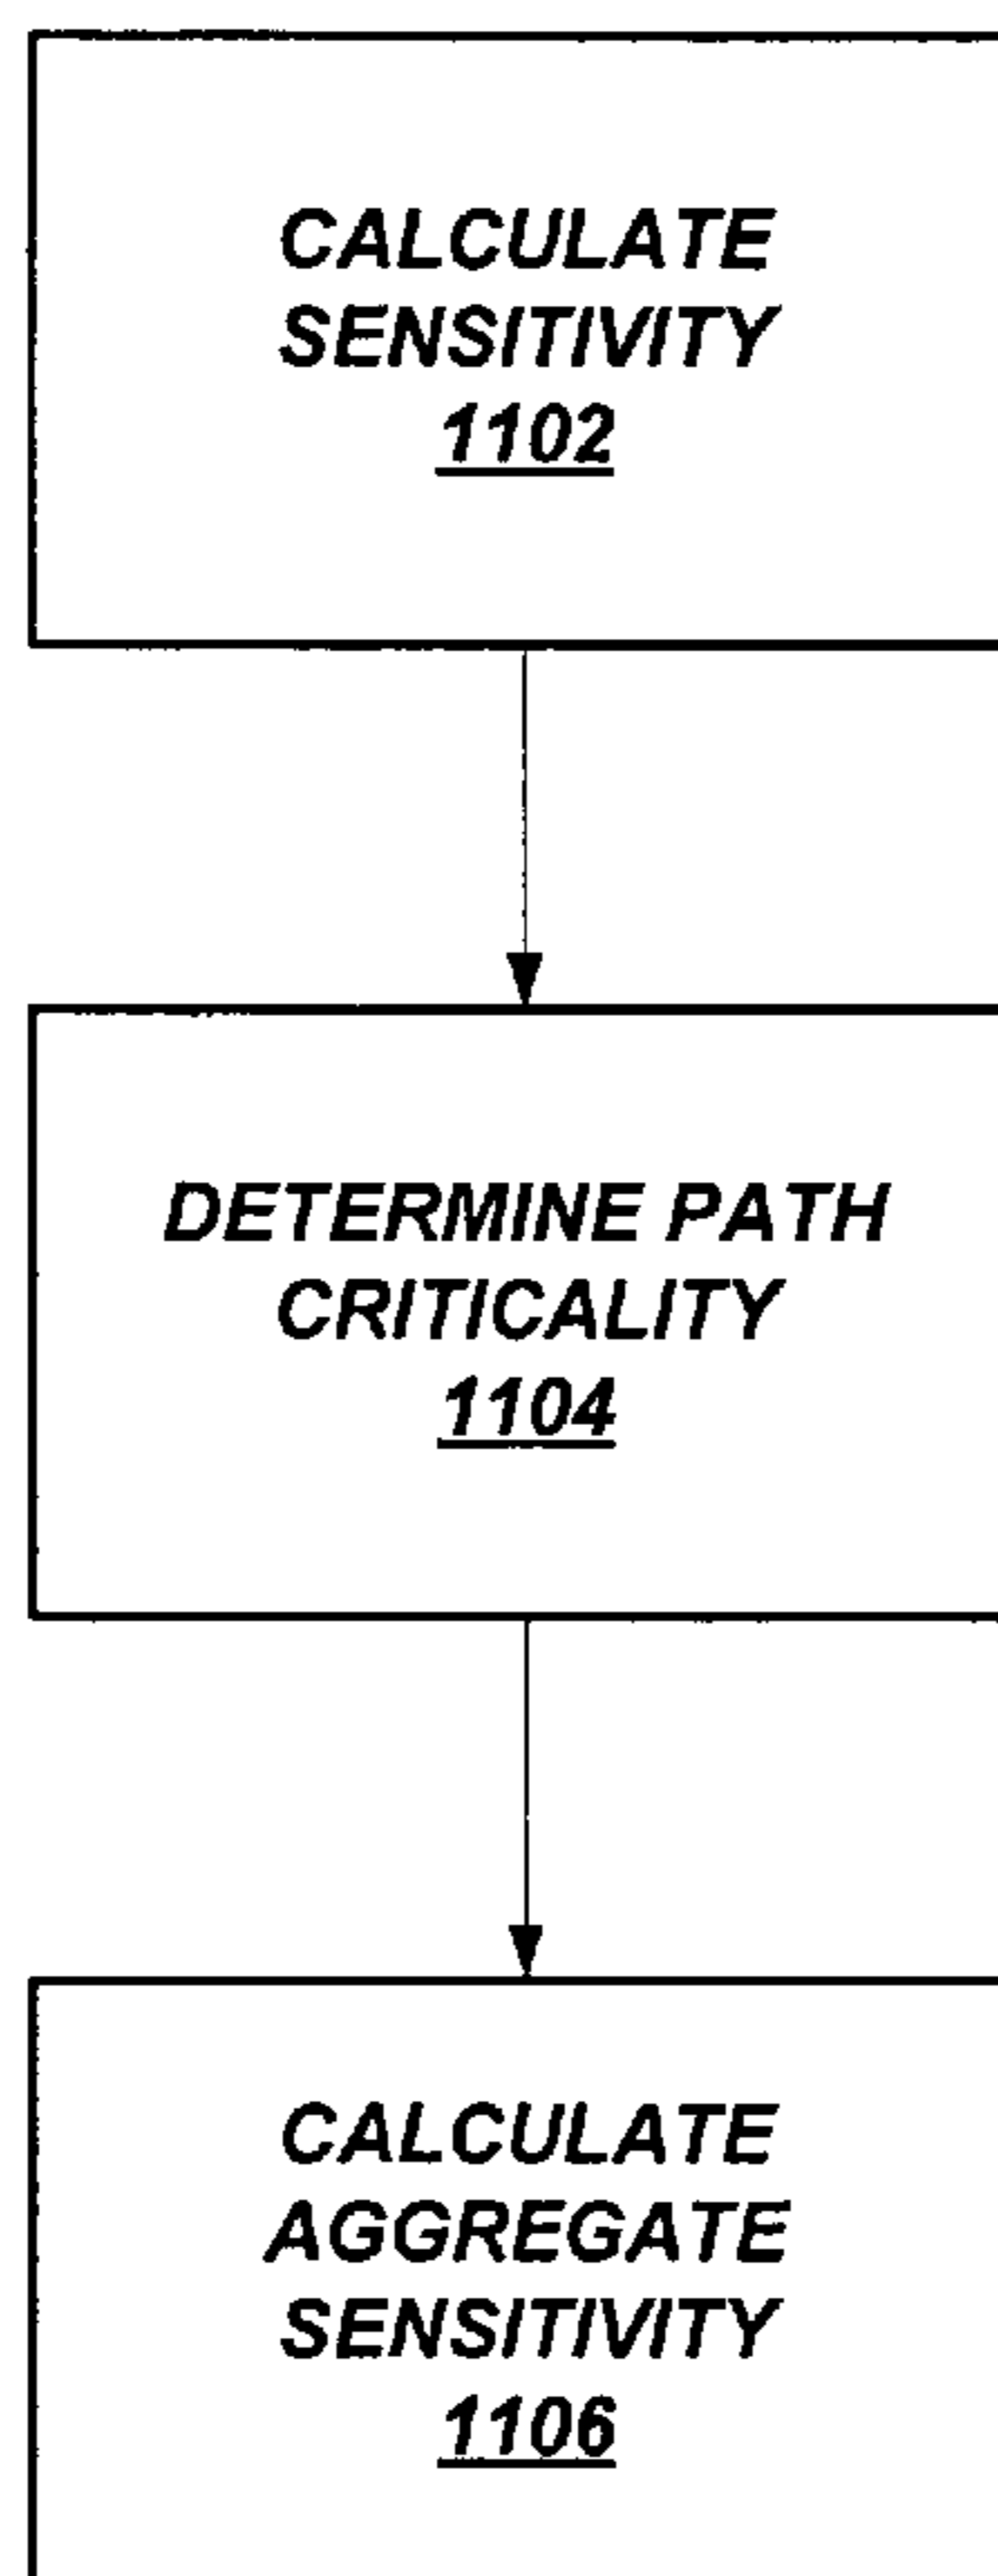 CALCULATE
SENSITIVITY
1102
DETERMINE PATH
CRITICALITY
1104
CALCULATE
AGGREGATE
SENSITIVITY
1106